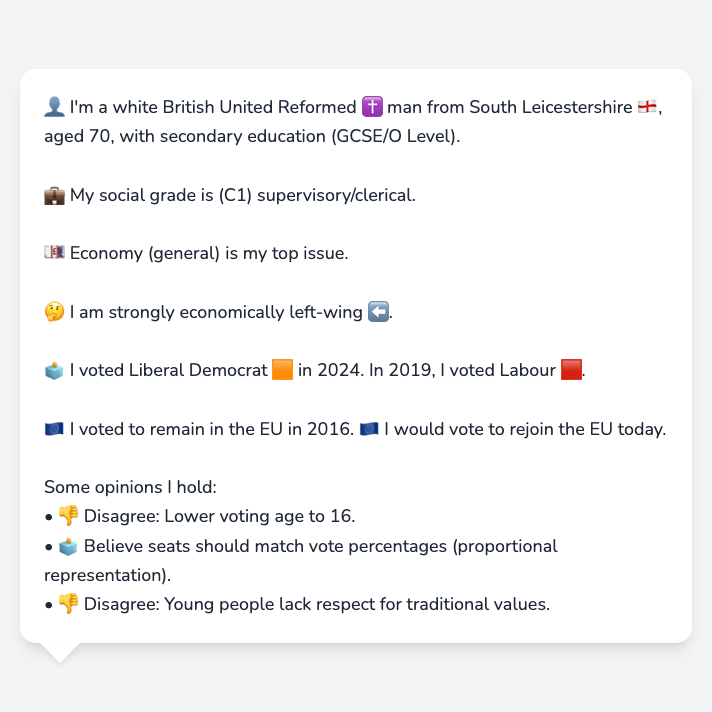 👤 I'm a white British United Reformed ✝️ man from South Leicestershire 🏴󠁧󠁢󠁥󠁮󠁧󠁿,
aged 70, with secondary education (GCSE/O Level).
💼 My social grade is (C1) supervisory/clerical.
💷 Economy (general) is my top issue.
🤔 I am strongly economically left-wing ⬅️.
🗳️ I voted Liberal Democrat 🟧 in 2024. In 2019, I voted Labour 🟥.
🇪🇺 I voted to remain in the EU in 2016. 🇪🇺 I would vote to rejoin the EU today.
Some opinions I hold:
• 👎 Disagree: Lower voting age to 16.
• 🗳️ Believe seats should match vote percentages (proportional
representation).
• 👎 Disagree: Young people lack respect for traditional values.